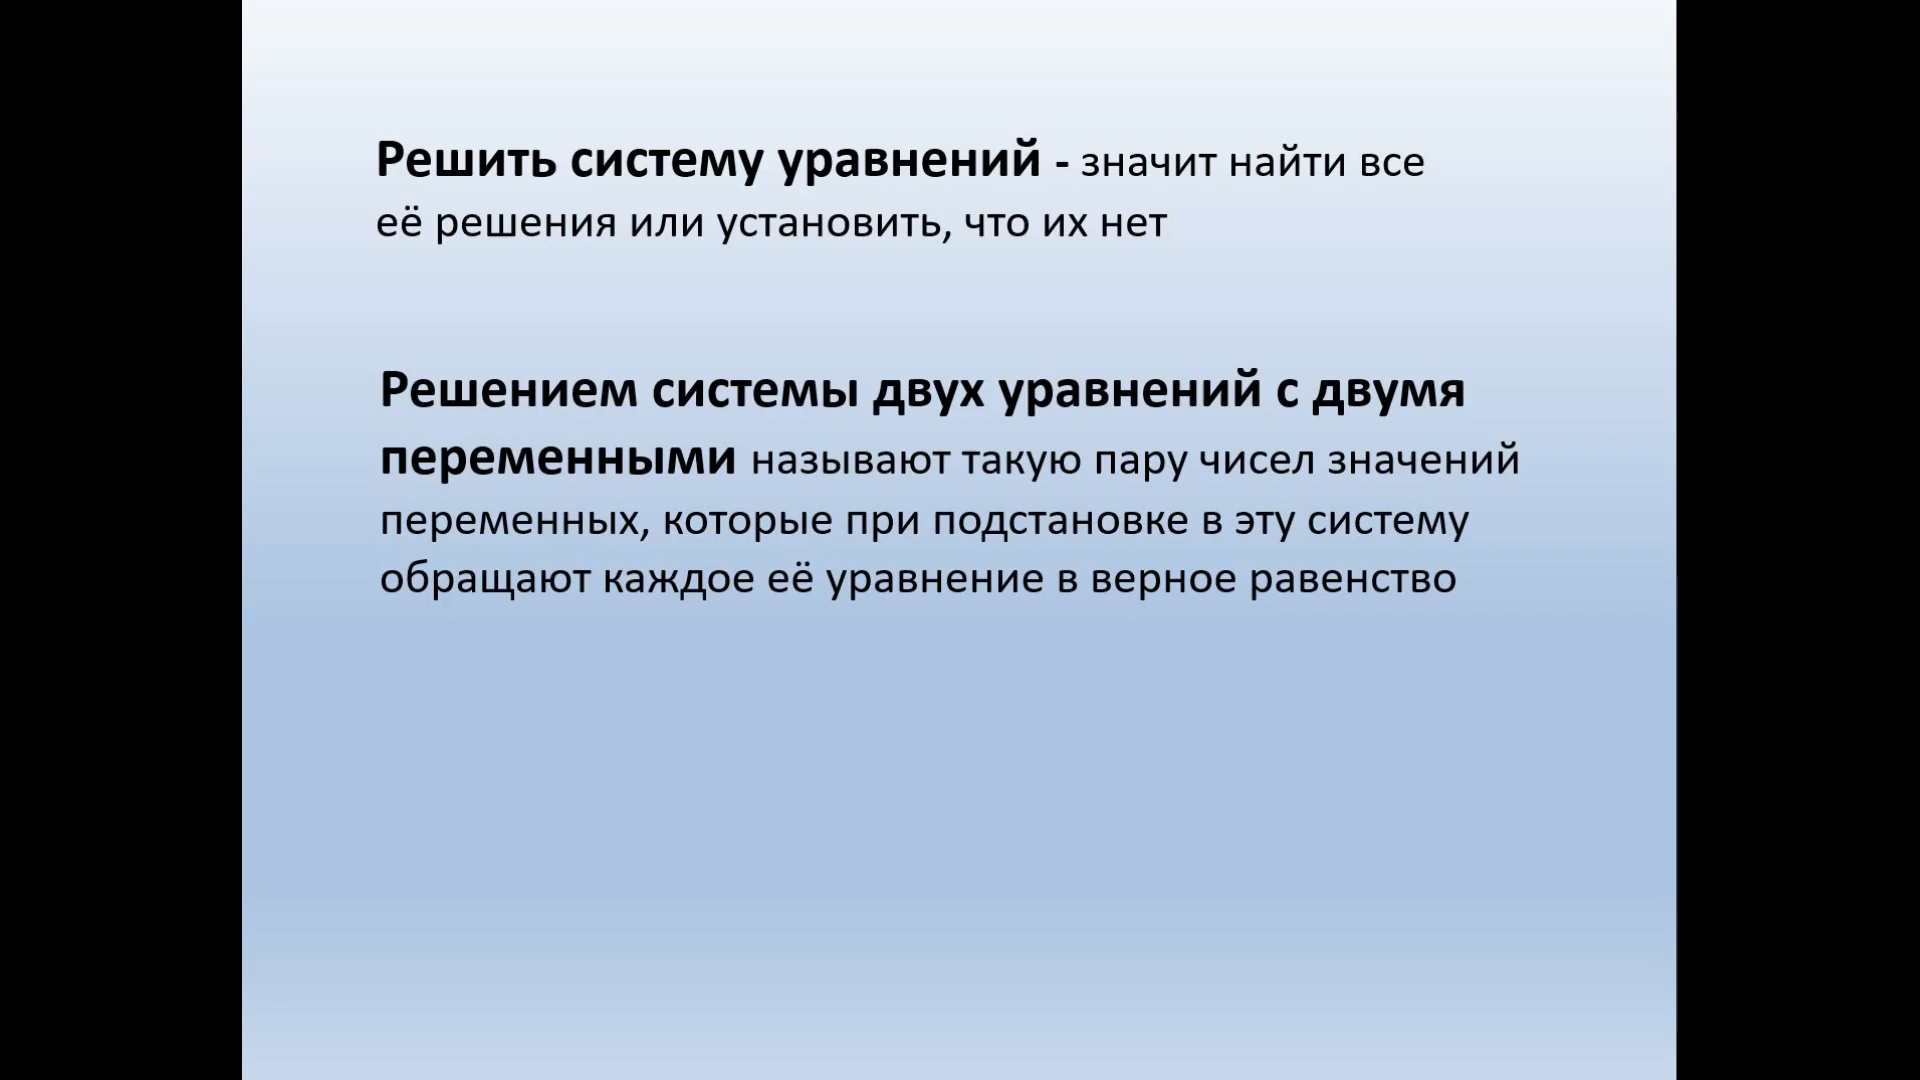 Решить систему уравнений - значит найти все
её решения или установить, что их нет
Решением системы двух уравнений с двумя
переменными называют такую пару чисел значений
переменных, которые при подстановке в эту систему
обращают каждое её уравнение в верное равенство